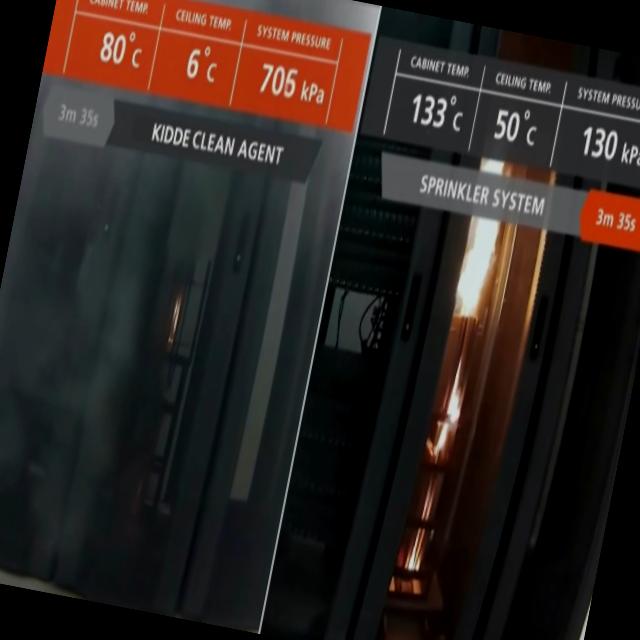 CABINET TEMP. CEILING TEMP. SYSTEM PRESSURE
80°C 6°C 705 kPa
3m 35s KIDDE CLEAN AGENT
CABINET TEMP. CEILING TEMP. SYSTEM
133°C 50°C 130
SPRINKLER SYSTEM 3m 35s